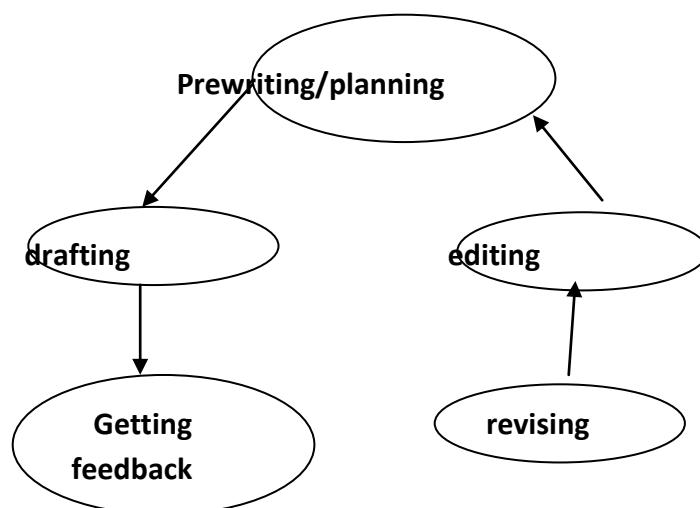 Prewriting/planning
drafting
editing
Getting
feedback
revising